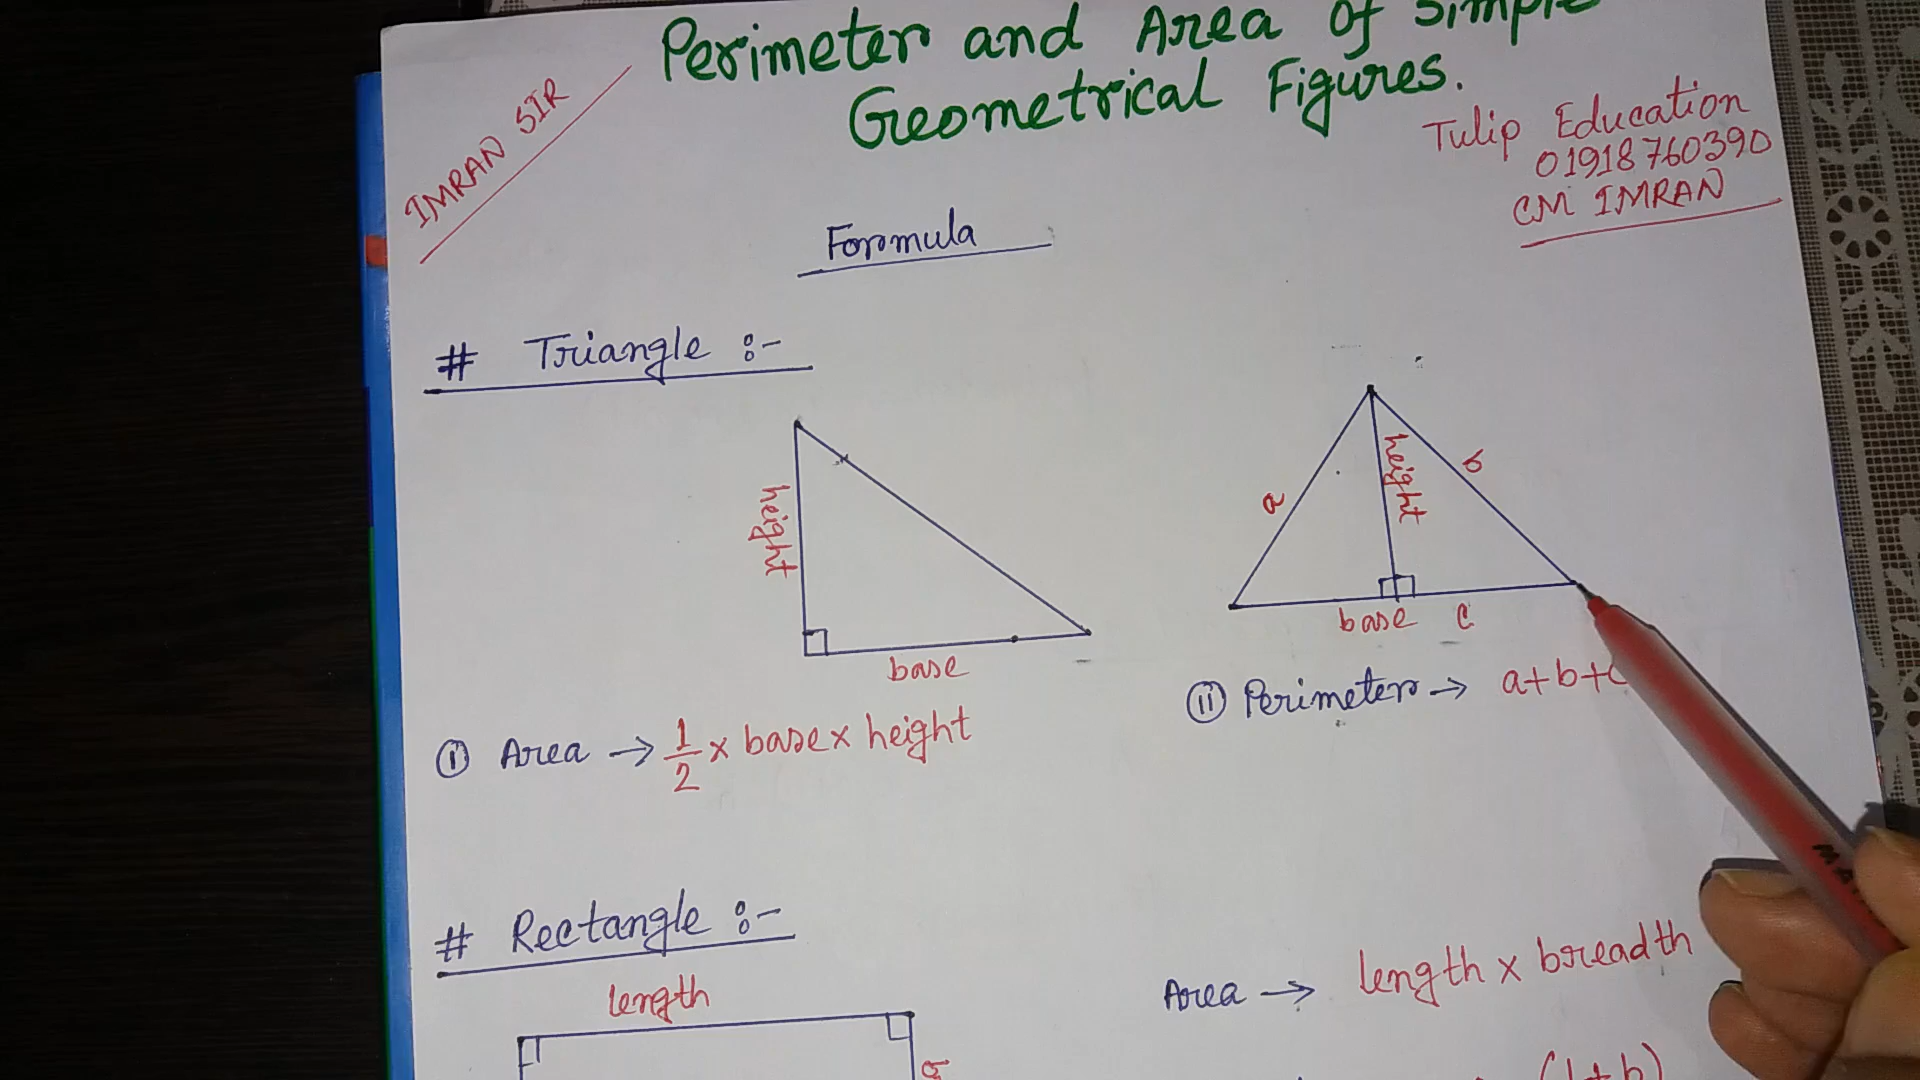 Perimeter and Area Of Simple
Geometrical Figures.
IMRAN SIR
Tulip Education
01918760390
CM IMRAN
Formula
# Triangle :-
height
base
a
height
b
base c
(i) Area → 1/2 × base × height
(ii) Perimeter → a+b+c
# Rectangle :-
length
Area → length × breadth
(l+b)